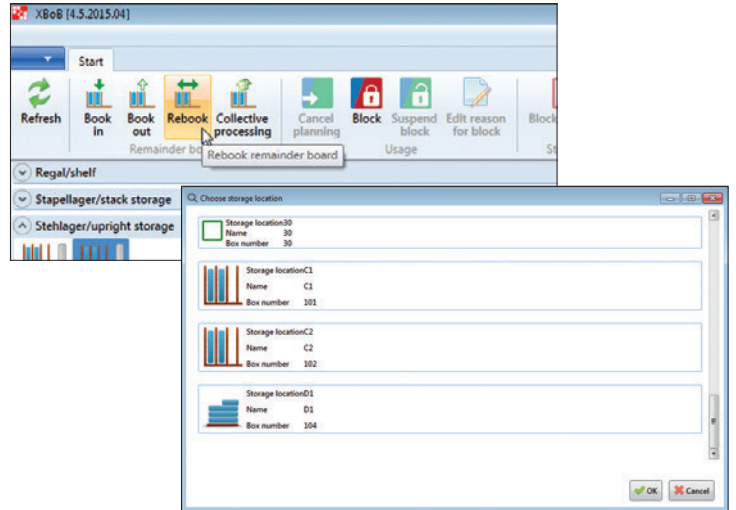 XBoB [4.5.2015.04]
Start
Refresh
Book in
Book out
Rebook
Collective processing
Cancel planning
Block
Suspend block
Edit reason for block
Block
Remainder bo
Usage
St
Rebook remainder board
Regal/shelf
Stapellager/stack storage
Stehlager/upright storage
Choose storage location
Storage location30
Name 30
Box number 30
Storage locationC1
Name C1
Box number 101
Storage locationC2
Name C2
Box number 102
Storage locationD1
Name D1
Box number 104
OK
Cancel